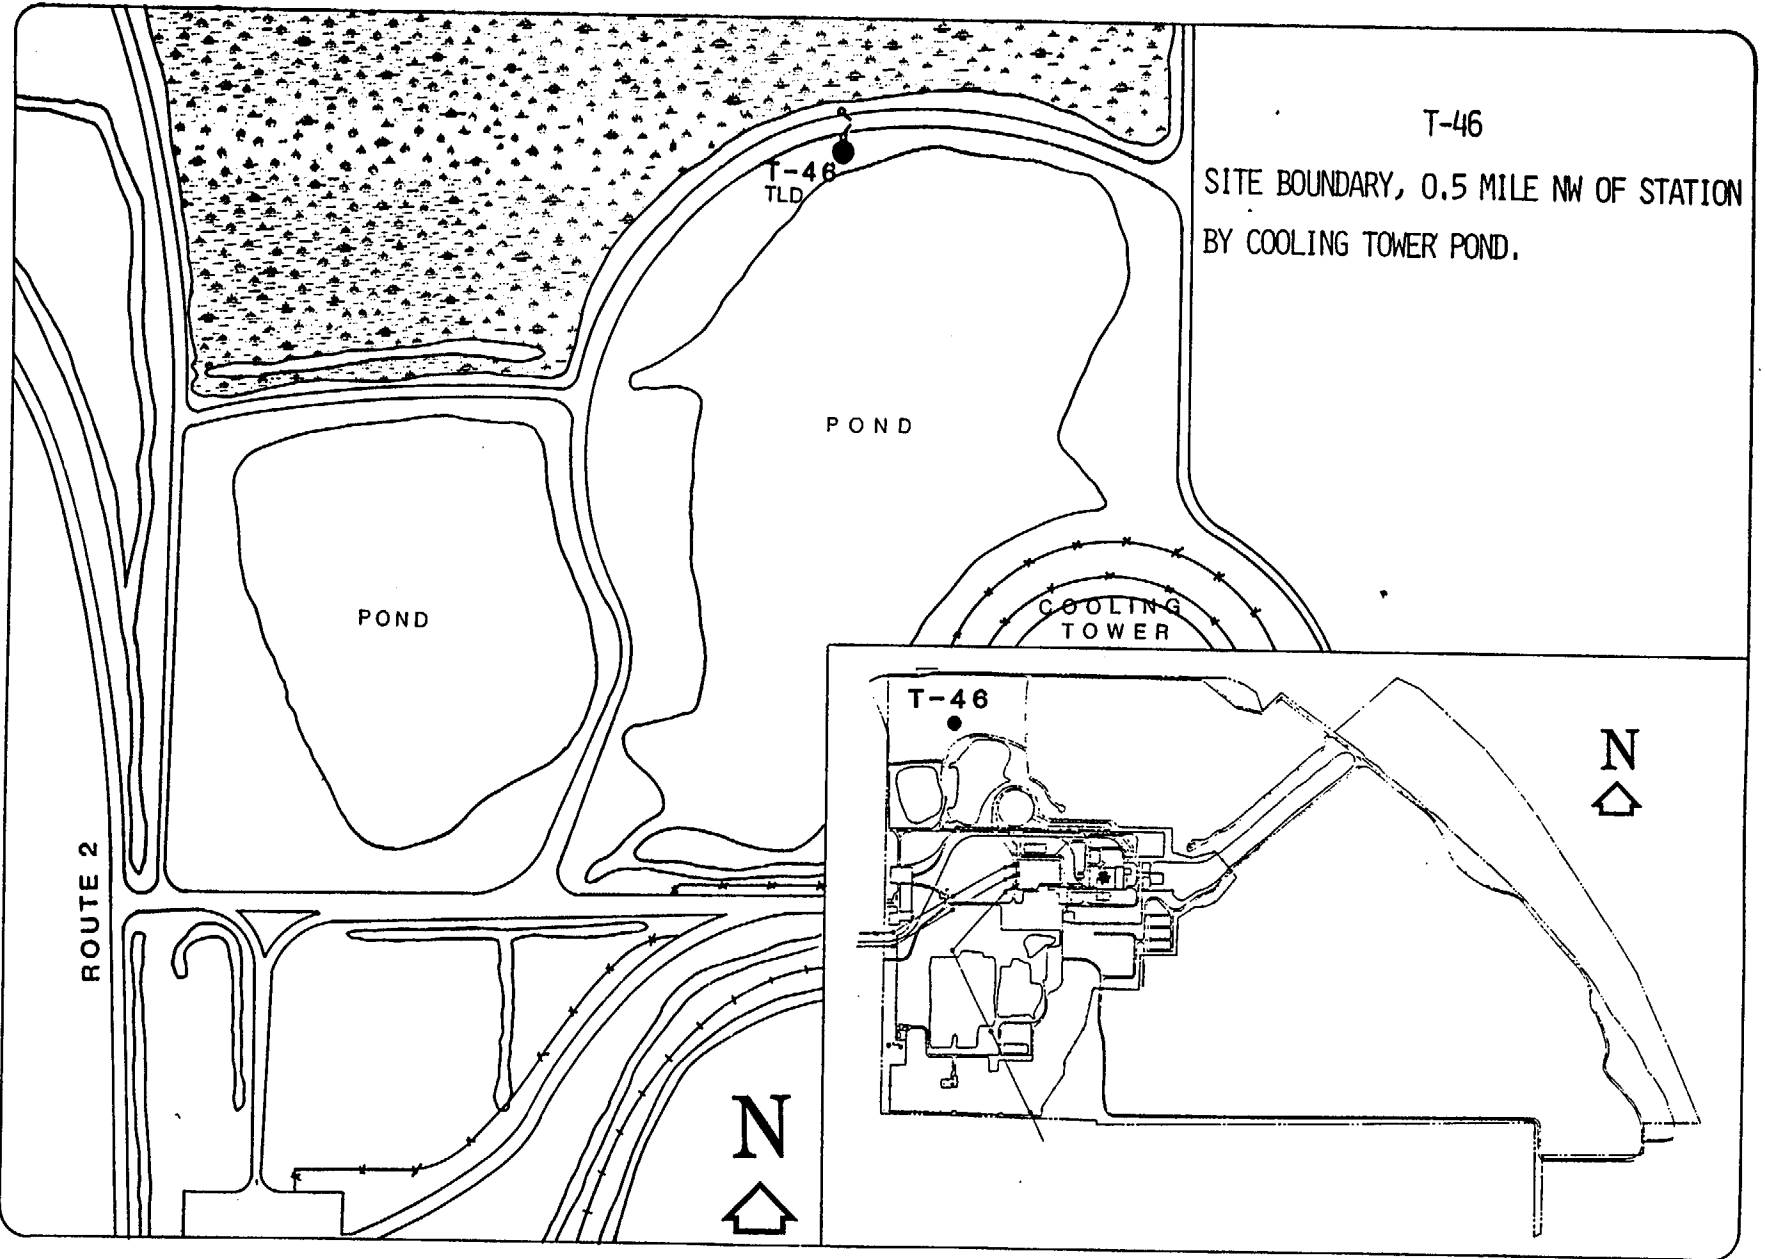 T-46
SITE BOUNDARY, 0.5 MILE NW OF STATION
BY COOLING TOWER POND.
T-46
TLD
POND
POND
COOLING
TOWER
ROUTE 2
N
T-46
N